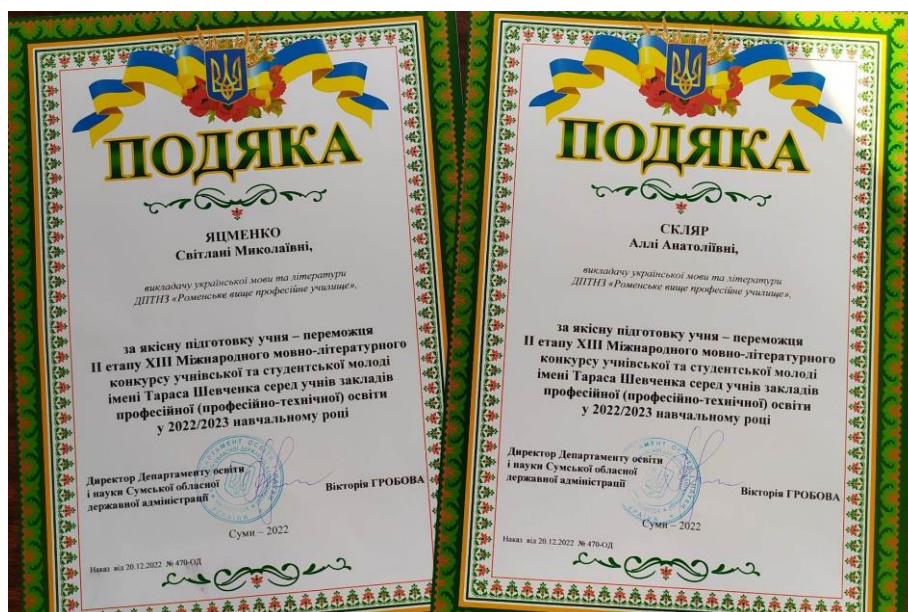 ПОДЯКА
ЯЦМЕНКО
Світлані Миколаївні,
викладачу української мови та літератури
ДПТНЗ «Роменське вище професійне училище»,
за якісну підготовку учня – переможця
ІІ етапу ХІІІ Міжнародного мовно-літературного
конкурсу учнівської та студентської молоді
імені Тараса Шевченка серед учнів закладів
професійної (професійно-технічної) освіти
у 2022/2023 навчальному році
Директор Департаменту освіти
і науки Сумської обласної
державної адміністрації
Вікторія ГРОБОВА
Суми – 2022
Наказ від 20.12.2022 № 470-ОД
ПОДЯКА
СКЛЯР
Аллі Анатоліївні,
викладачу української мови та літератури
ДПТНЗ «Роменське вище професійне училище»,
за якісну підготовку учня – переможця
ІІ етапу ХІІІ Міжнародного мовно-літературного
конкурсу учнівської та студентської молоді
імені Тараса Шевченка серед учнів закладів
професійної (професійно-технічної) освіти
у 2022/2023 навчальному році
Директор Департаменту освіти
і науки Сумської обласної
державної адміністрації
Вікторія ГРОБОВА
Суми – 2022
Наказ від 20.12.2022 № 470-ОД